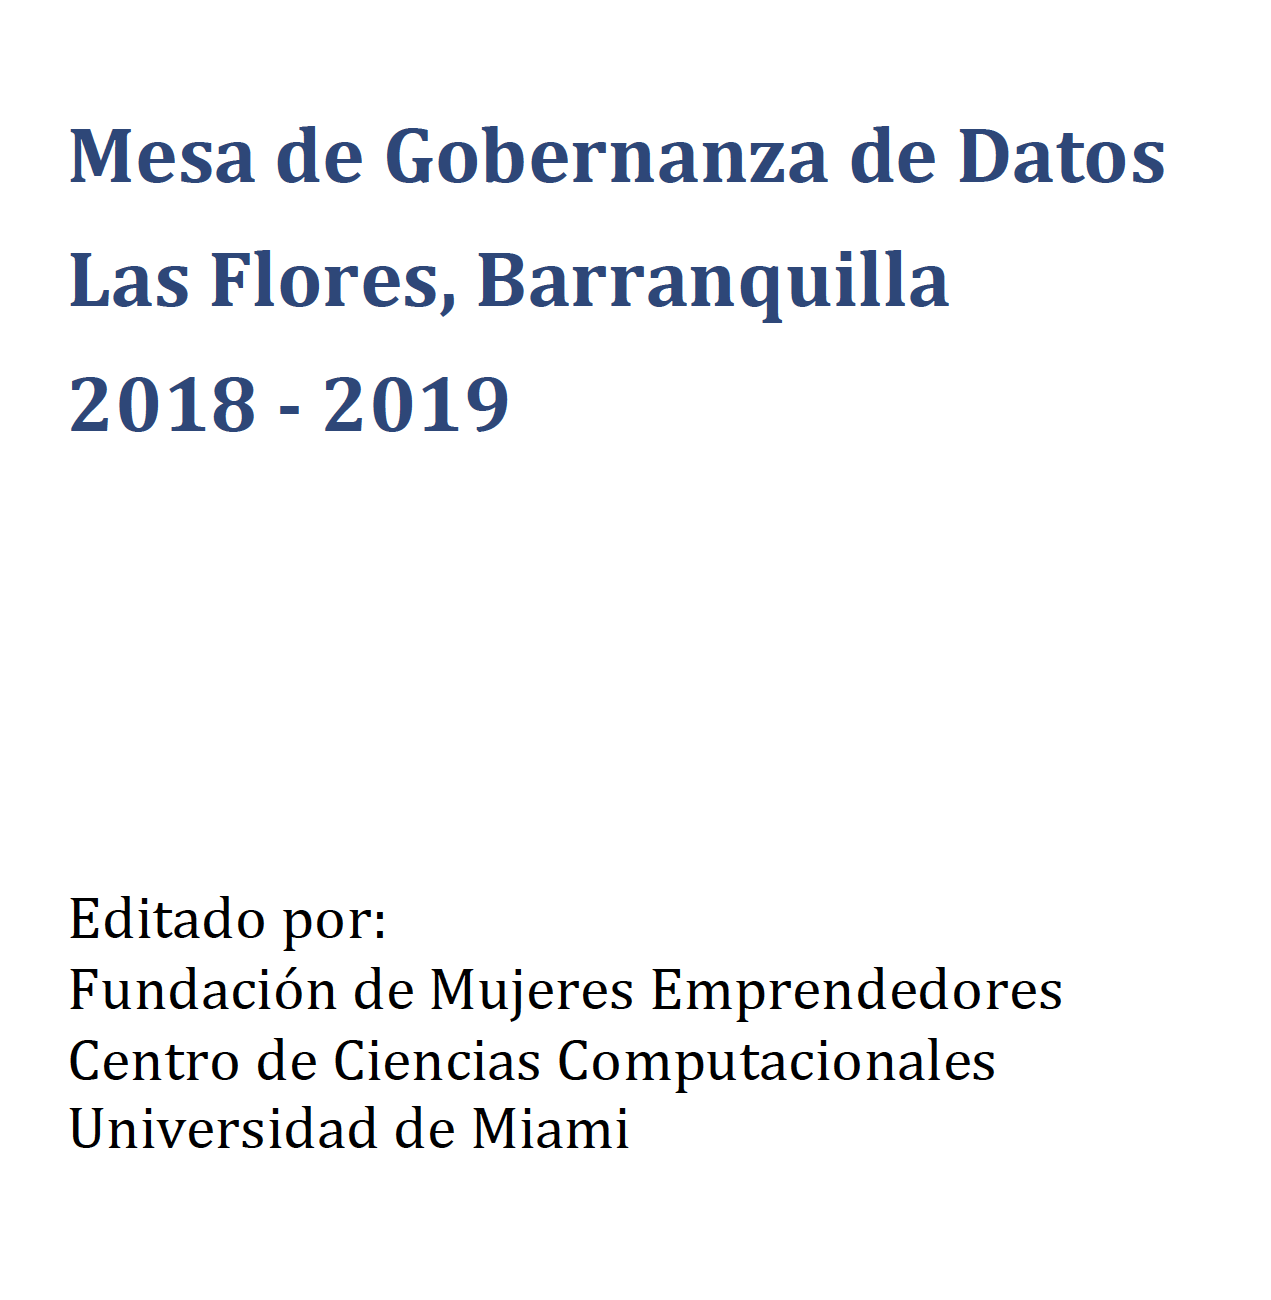 Mesa de Gobernanza de Datos
Las Flores, Barranquilla
2018 - 2019
Editado por:
Fundación de Mujeres Emprendedores
Centro de Ciencias Computacionales
Universidad de Miami